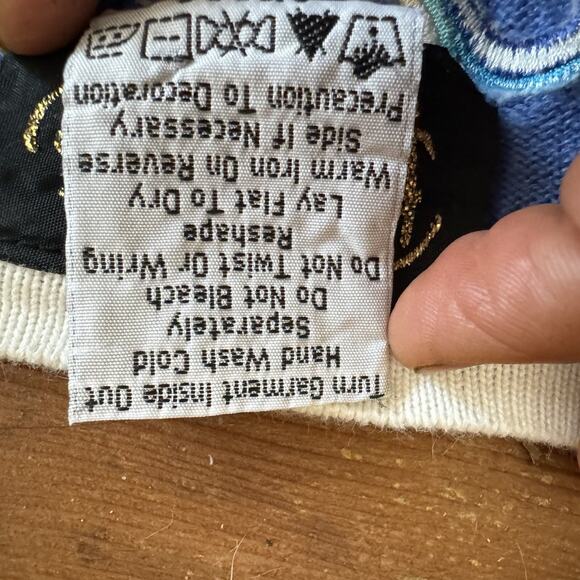 Turn Garment Inside Out
Hand Wash Cold
Separately
Do Not Bleach
Do Not Twist Or Wring
Reshape
Lay Flat To Dry
Warm Iron On Reverse
Side If Necessary
Precaution To Decoration